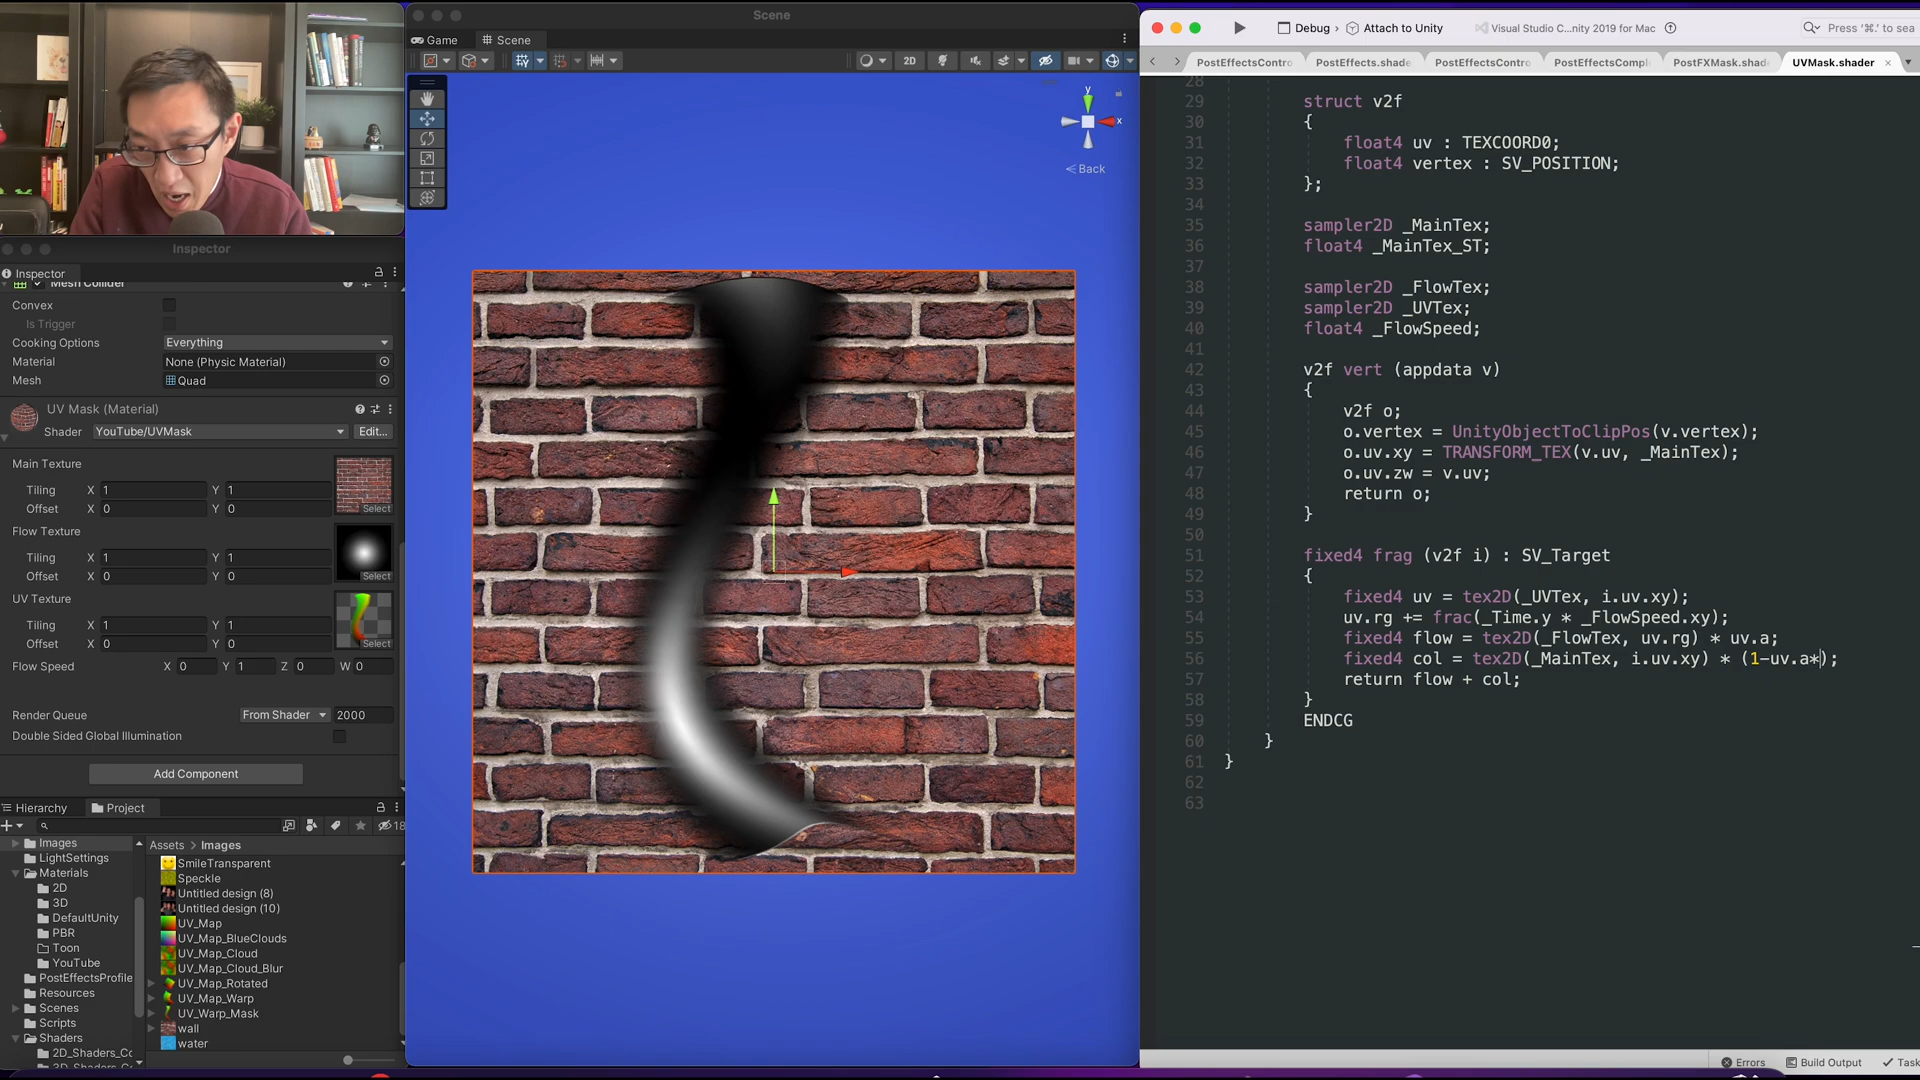 Inspector
Inspector
Mesh Collider
Convex
Is Trigger
Cooking Options Everything
Material None (Physic Material)
Mesh Quad
UV Mask (Material)
Shader YouTube/UVMask Edit...
Main Texture
Tiling X 1 Y 1
Offset X 0 Y 0
Select
Flow Texture
Tiling X 1 Y 1
Offset X 0 Y 0
Select
UV Texture
Tiling X 1 Y 1
Offset X 0 Y 0
Select
Flow Speed X 0 Y 1 Z 0 W 0
Render Queue From Shader 2000
Double Sided Global Illumination
Add Component
Hierarchy Project
18
Images
LightSettings
Materials
2D
3D
DefaultUnity
PBR
Toon
YouTube
PostEffectsProfile
Resources
Scenes
Scripts
Shaders
2D_Shaders_Co
3D_Shaders_C
Assets > Images
SmileTransparent
Speckle
Untitled design (8)
Untitled design (10)
UV_Map
UV_Map_BlueClouds
UV_Map_Cloud
UV_Map_Cloud_Blur
UV_Map_Rotated
UV_Map_Warp
UV_Warp_Mask
wall
water
Scene
Game Scene
2D
y
x
Back
Debug > Attach to Unity Visual Studio C...nity 2019 for Mac Press '⌘.' to sea
PostEffectsContro PostEffects.shade PostEffectsContro PostEffectsCompl PostFXMask.shade UVMask.shader
28
29 struct v2f
30 {
31 float4 uv : TEXCOORD0;
32 float4 vertex : SV_POSITION;
33 };
34
35 sampler2D _MainTex;
36 float4 _MainTex_ST;
37
38 sampler2D _FlowTex;
39 sampler2D _UVTex;
40 float4 _FlowSpeed;
41
42 v2f vert (appdata v)
43 {
44 v2f o;
45 o.vertex = UnityObjectToClipPos(v.vertex);
46 o.uv.xy = TRANSFORM_TEX(v.uv, _MainTex);
47 o.uv.zw = v.uv;
48 return o;
49 }
50
51 fixed4 frag (v2f i) : SV_Target
52 {
53 fixed4 uv = tex2D(_UVTex, i.uv.xy);
54 uv.rg += frac(_Time.y * _FlowSpeed.xy);
55 fixed4 flow = tex2D(_FlowTex, uv.rg) * uv.a;
56 fixed4 col = tex2D(_MainTex, i.uv.xy) * (1-uv.a*);
57 return flow + col;
58 }
59 ENDCG
60 }
61 }
62
63
Errors Build Output Task